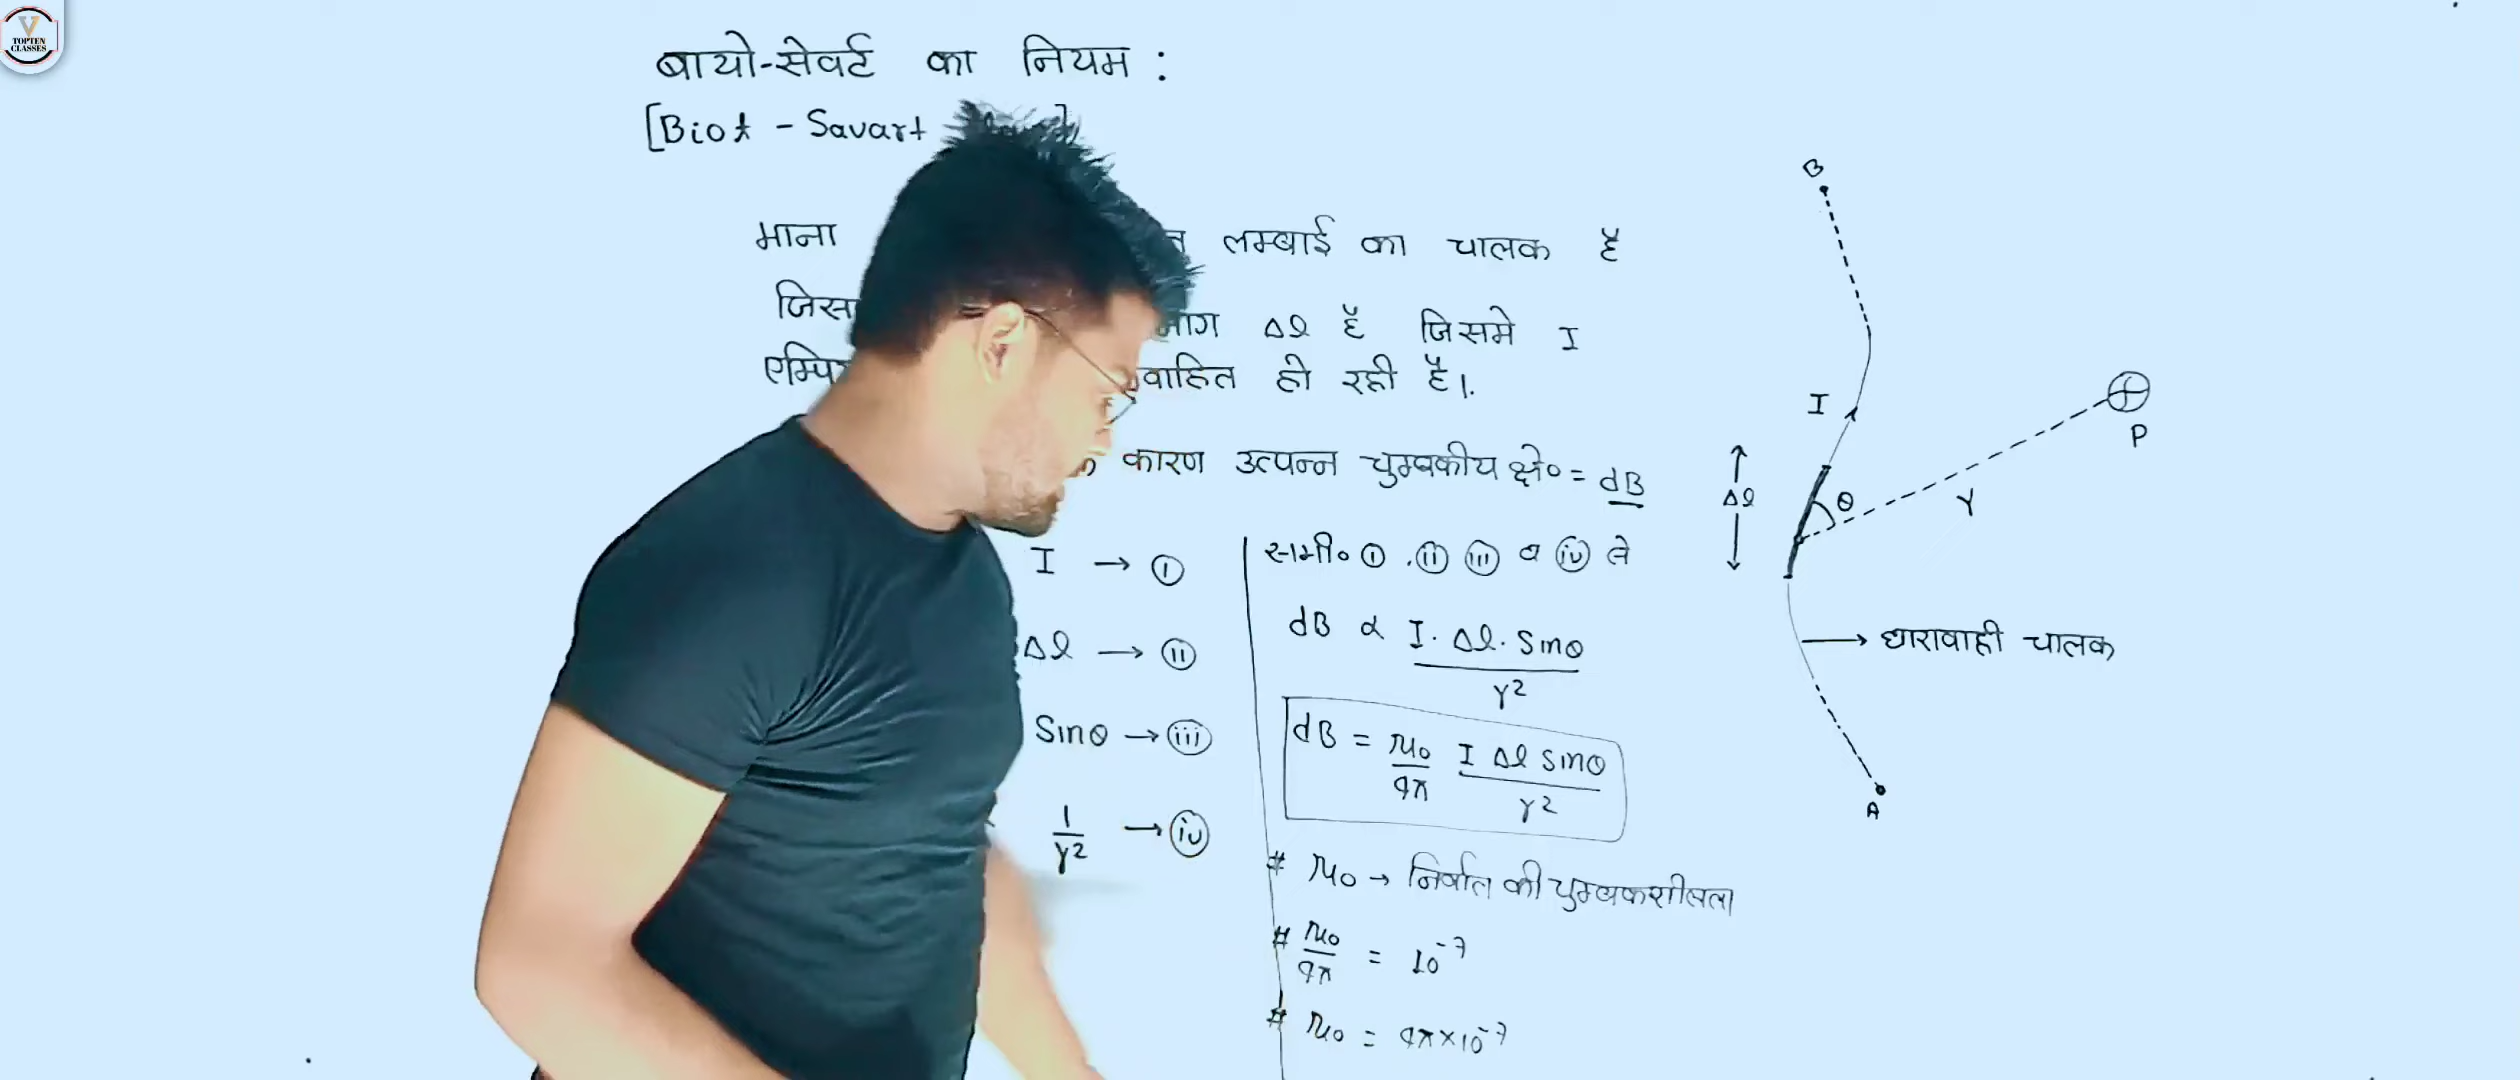 TOPTEN
CLASSES
बायो-सेवर्ट का नियम :
[Biot - Savart
माना लम्बाई का चालक है
Δl है जिसमे I
हो रही है।
कारण उत्पन्न चुम्बकीय क्षे० = dB
I → (i)
Δl → (ii)
Sinθ → (iii)
1/r² → (iv)
समी० (i) , (ii) (iii) व (iv) से
dB ∝ I. Δl. Sinθ / r²
dB = μ₀/4π I Δl sinθ / r²
# μ₀ → निर्वात की चुम्बकशीलता
# μ₀/4π = 10⁻⁷
# μ₀ = 4π×10⁻⁷
B
I
P
Δl
θ
r
→ धारावाही चालक
A